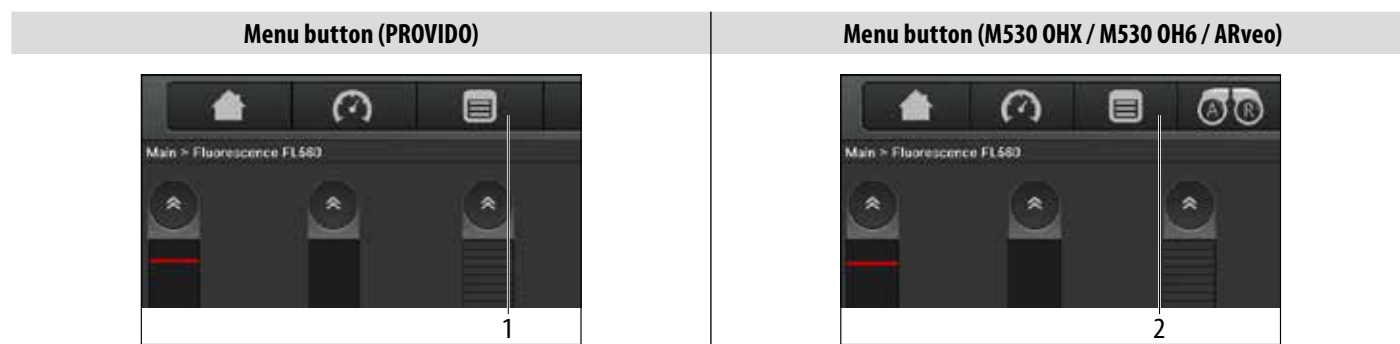 Menu button (PROVIDO)
Menu button (M530 OHX / M530 OH6 / ARveo)
A R
Main > Fluorescence FL560
Main > Fluorescence FL560
1
2